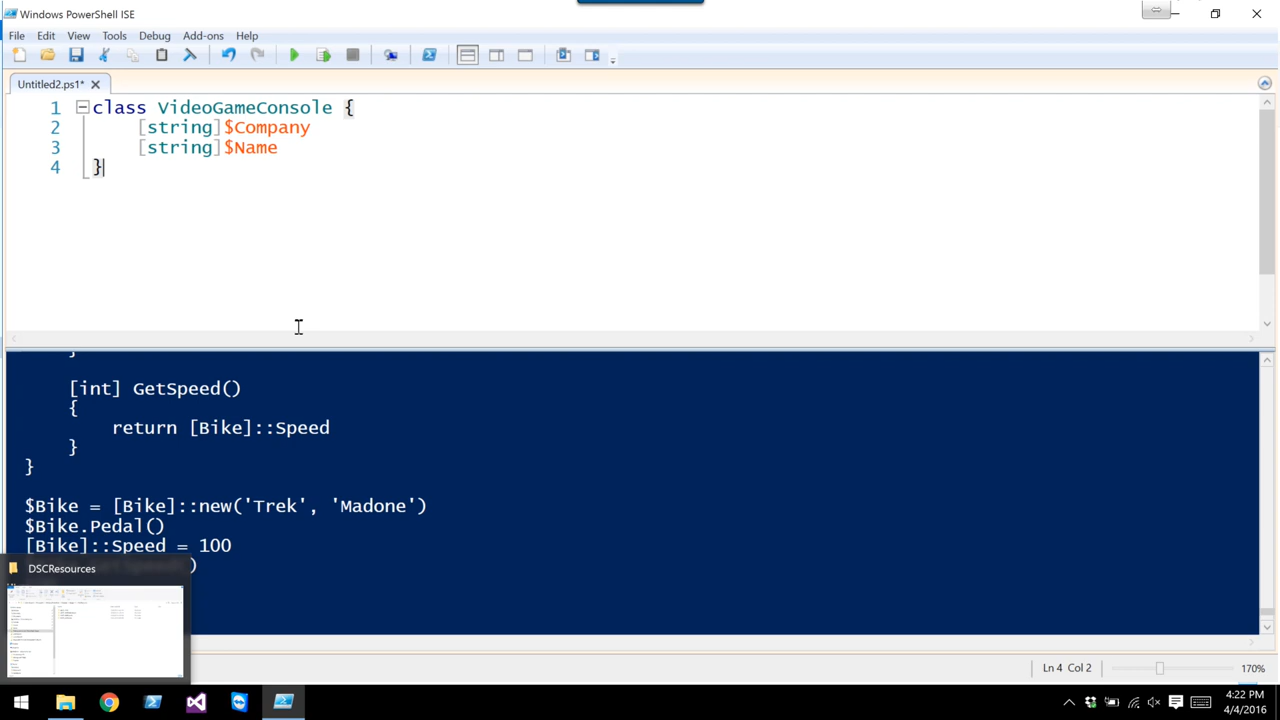 Windows PowerShell ISE
File Edit View Tools Debug Add-ons Help
Untitled2.ps1*
1 class VideoGameConsole {
2 [string]$Company
3 [string]$Name
4 }
}
[int] GetSpeed()
{
return [Bike]::Speed
}
}
$Bike = [Bike]::new('Trek', 'Madone')
$Bike.Pedal()
[Bike]::Speed = 100
)
DSCResources
Ln 4 Col 2 170%
4:22 PM
4/4/2016